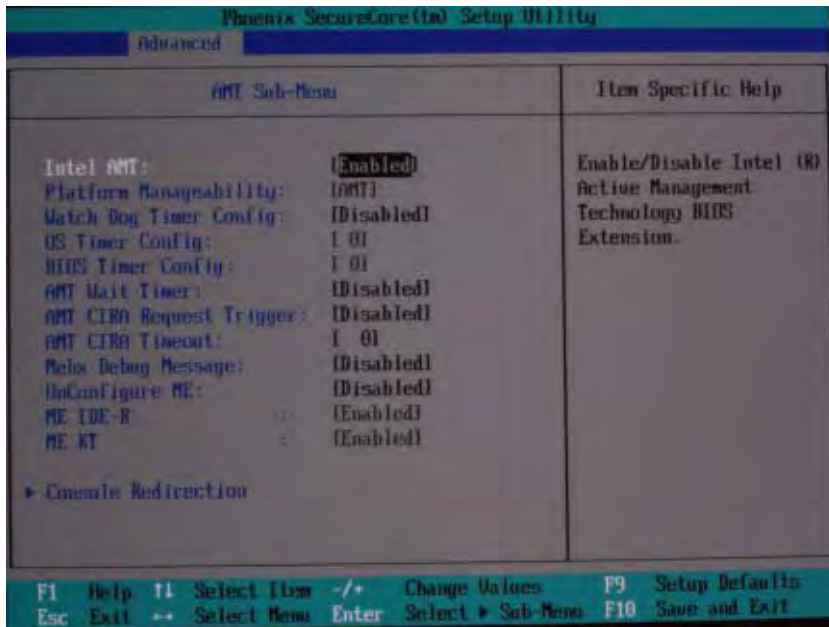 Phoenix SecureCore(tm) Setup Utility
Advanced
AMT Sub-Menu
Item Specific Help
Intel AMT: [Enabled]
Platform Manageability: [AMT]
Watch Dog Timer Config: [Disabled]
OS Timer Config: [ 0]
BIOS Timer Config: [ 0]
AMT Wait Timer: [Disabled]
AMT CIRA Request Trigger: [Disabled]
AMT CIRA Timeout: [ 0]
Mebx Debug Message: [Disabled]
UnConfigure ME: [Disabled]
ME IDE-R : [Enabled]
ME KT : [Enabled]
▶ Console Redirection
Enable/Disable Intel (R)
Active Management
Technology BIOS
Extension.
F1 Help ↑↓ Select Item -/+ Change Values F9 Setup Defaults
Esc Exit ↔ Select Menu Enter Select ▶ Sub-Menu F10 Save and Exit